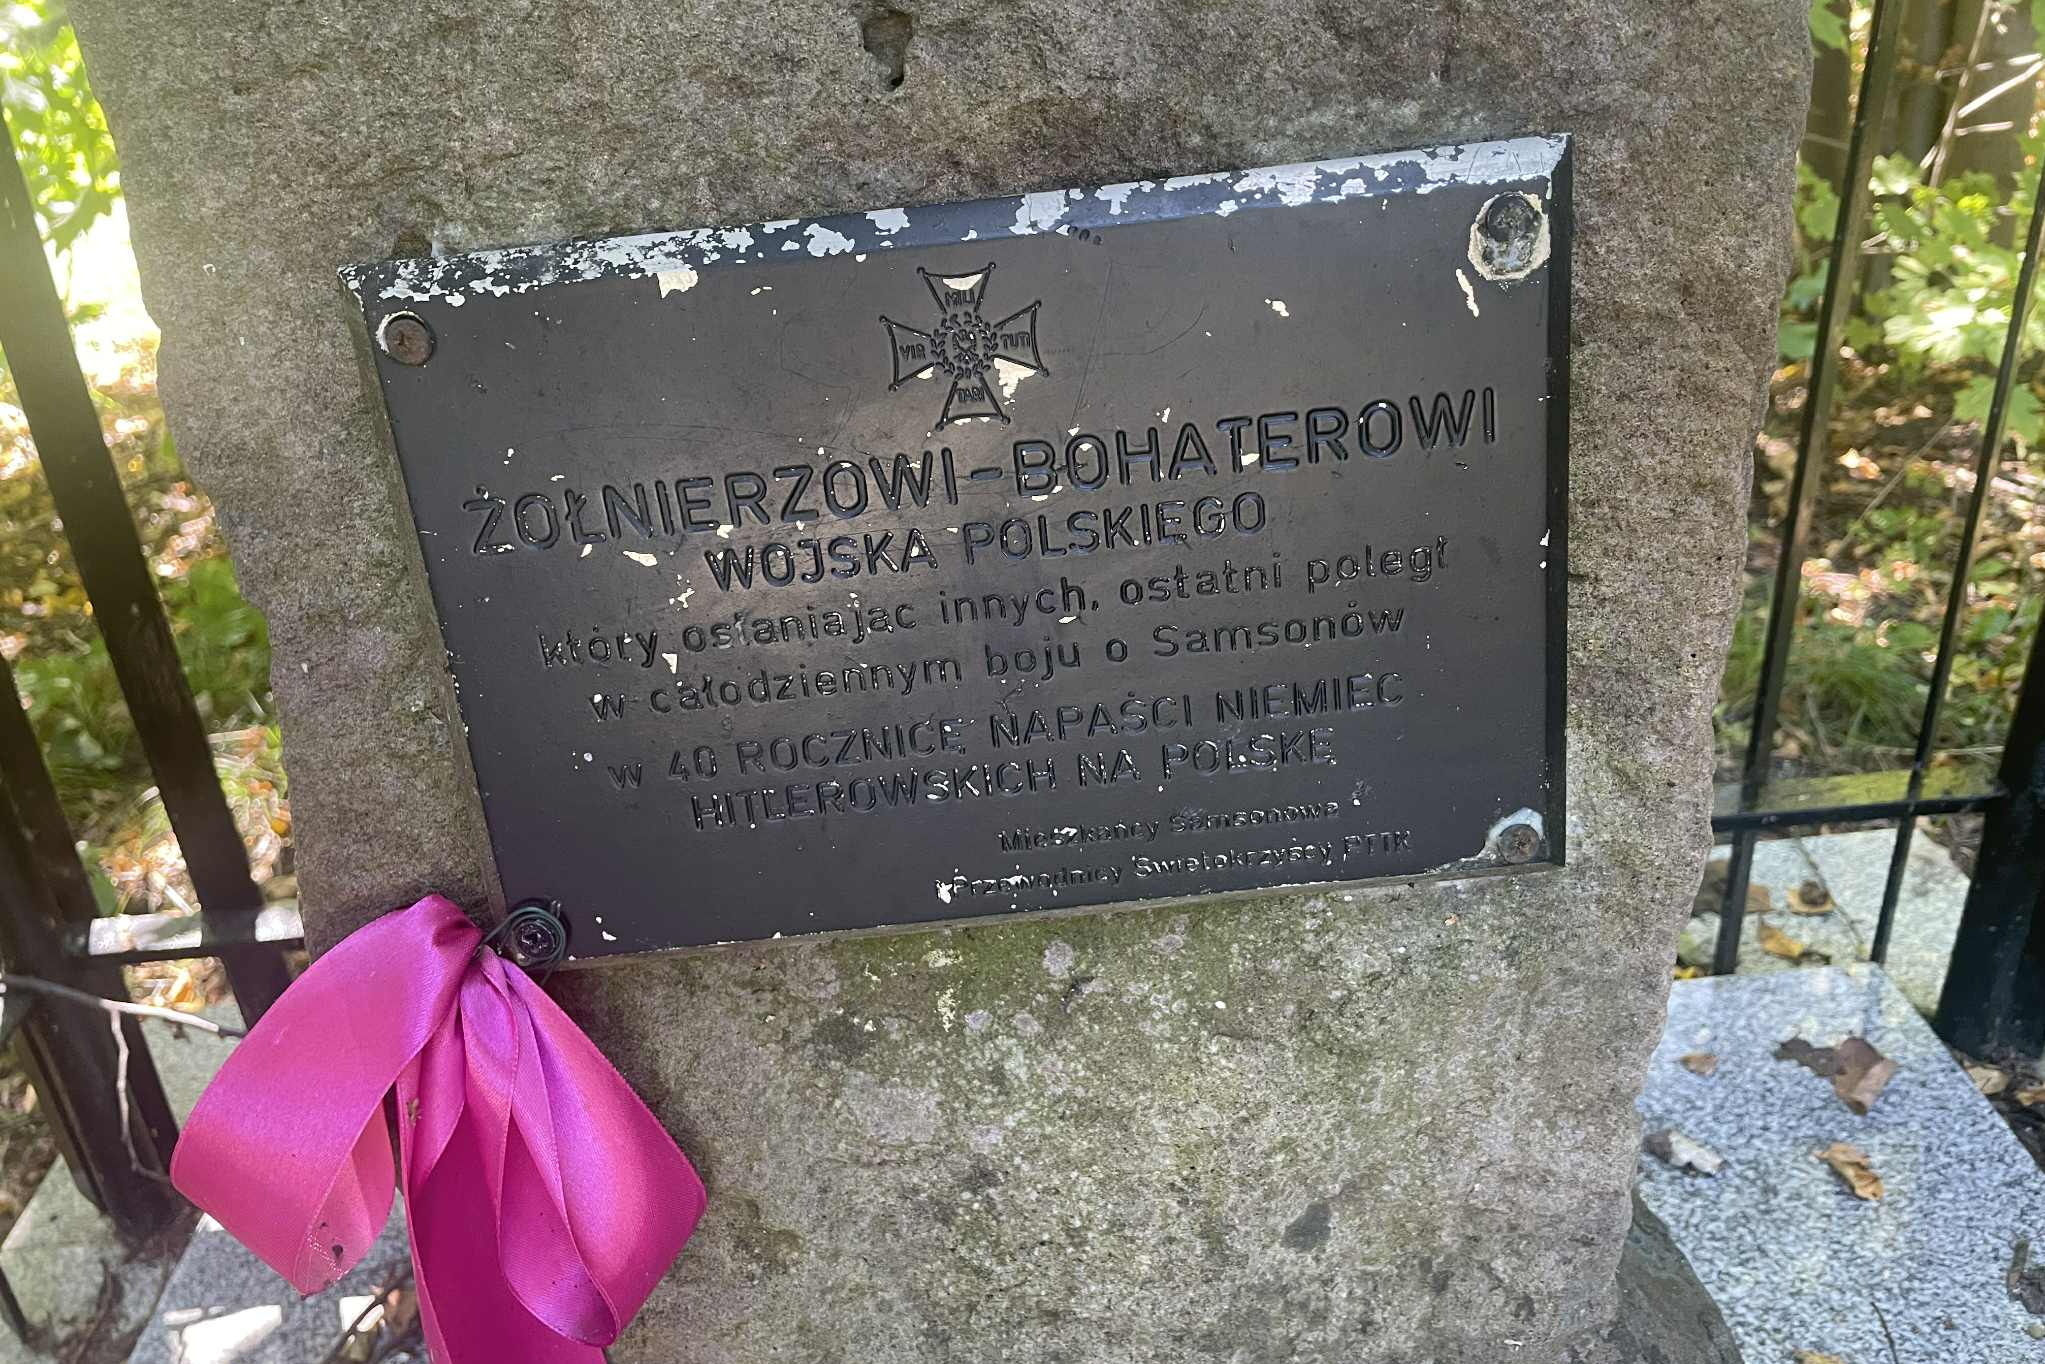 MILI
VIR TUTI
TARI
ŻOŁNIERZOWI-BOHATEROWI
WOJSKA POLSKIEGO
który osłaniając innych, ostatni poległ
w całodziennym boju o Samsonów
w 40 ROCZNICĘ NAPAŚCI NIEMIEC
HITLEROWSKICH NA POLSKĘ
Mieszkańcy Samsonowa
i Przewodnicy Świętokrzyscy PTTK